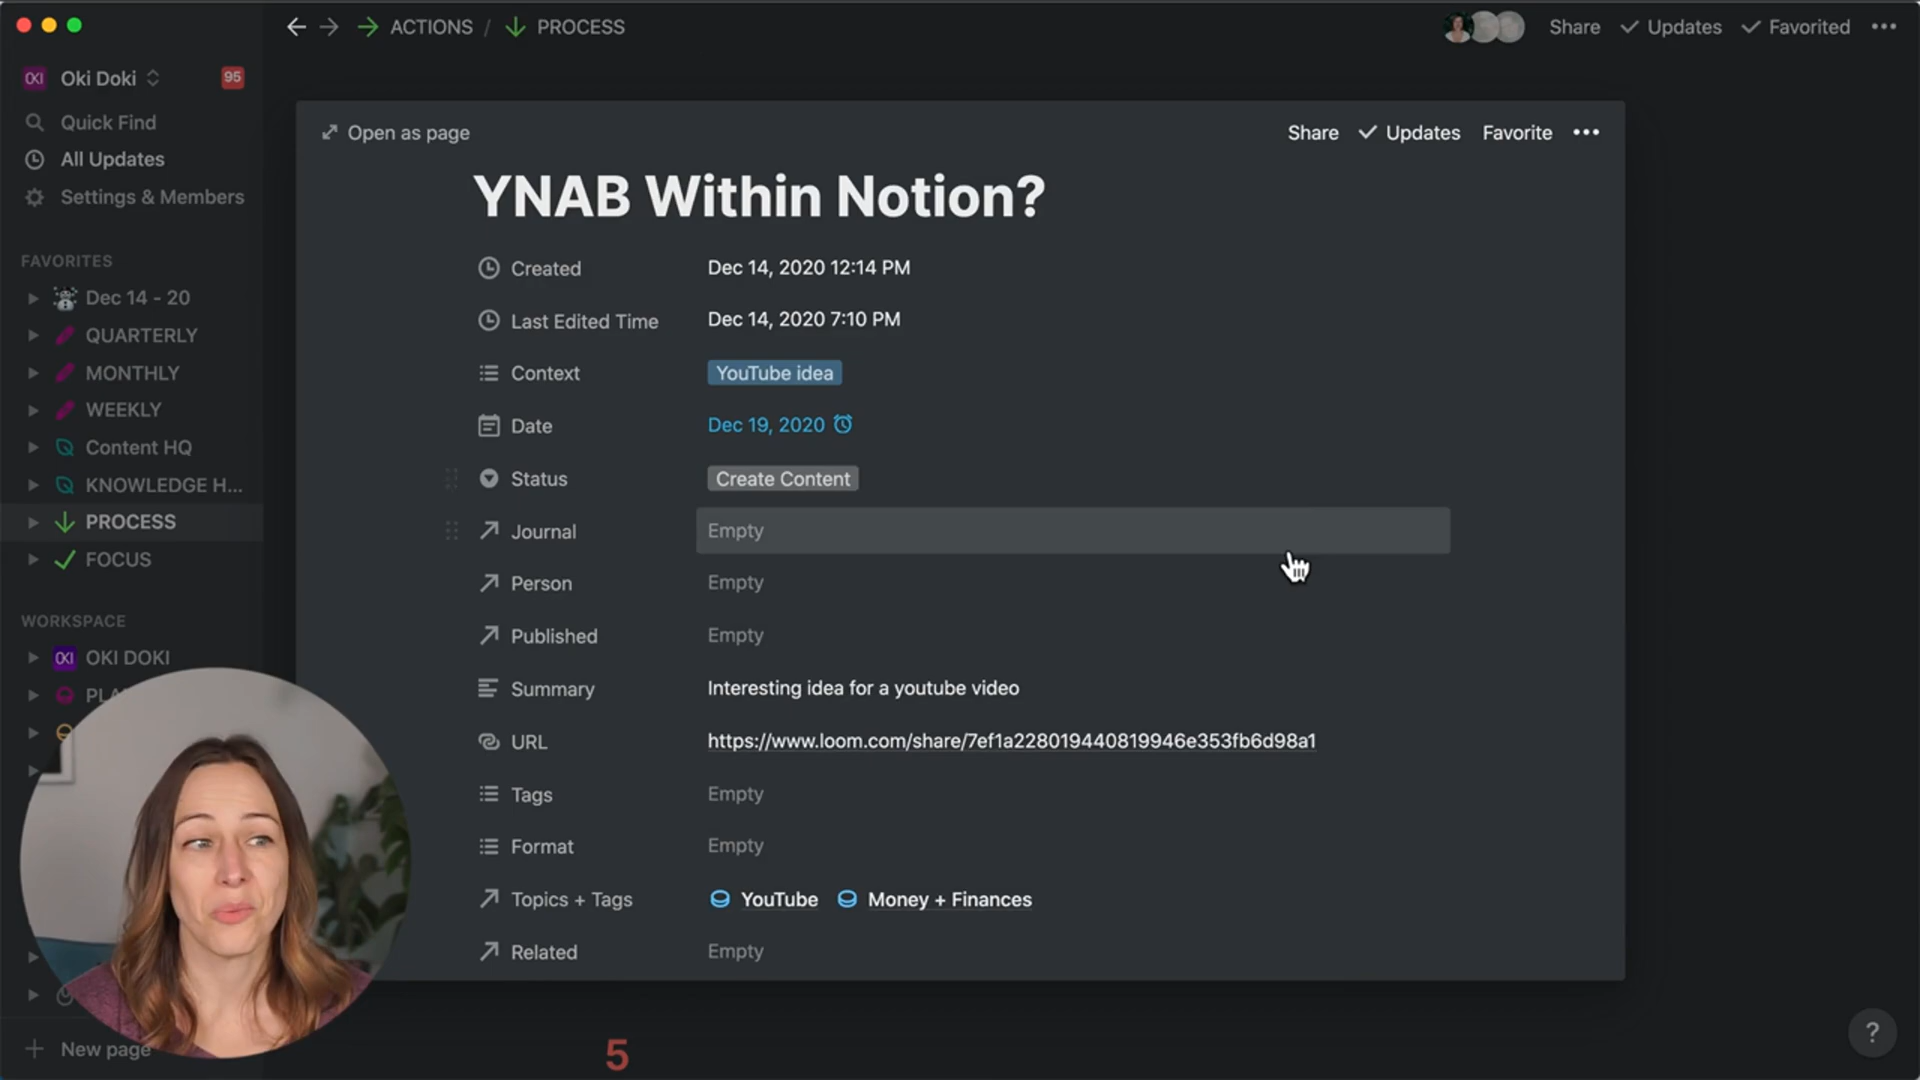 ACTIONS / PROCESS
Share Updates Favorited
OKI Oki Doki 95
Quick Find
All Updates
Settings & Members
FAVORITES
Dec 14 - 20
QUARTERLY
MONTHLY
WEEKLY
Content HQ
KNOWLEDGE H...
PROCESS
FOCUS
WORKSPACE
OKI OKI DOKI
New page
Open as page
Share Updates Favorite
YNAB Within Notion?
Created Dec 14, 2020 12:14 PM
Last Edited Time Dec 14, 2020 7:10 PM
Context YouTube idea
Date Dec 19, 2020
Status Create Content
Journal Empty
Person Empty
Published Empty
Summary Interesting idea for a youtube video
URL https://www.loom.com/share/7ef1a228019440819946e353fb6d98a1
Tags Empty
Format Empty
Topics + Tags YouTube Money + Finances
Related Empty
5
?